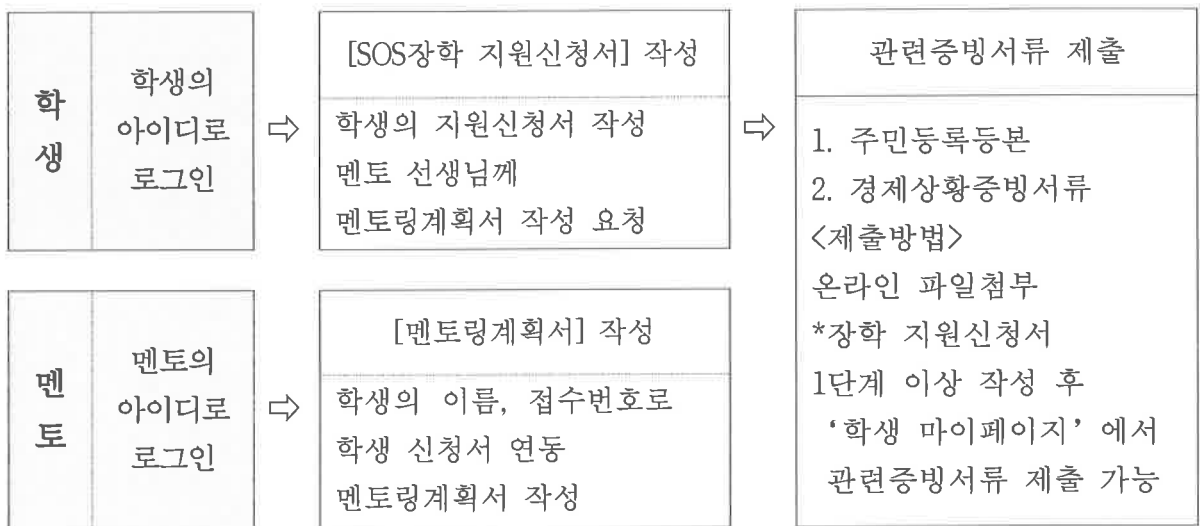 학
생
학생의
아이디로
로그인
⇨
[SOS장학 지원신청서] 작성
학생의 지원신청서 작성
멘토 선생님께
멘토링계획서 작성 요청
⇨
관련증빙서류 제출
1. 주민등록등본
2. 경제상황증빙서류
<제출방법>
온라인 파일첨부
*장학 지원신청서
1단계 이상 작성 후
‘학생 마이페이지’에서
관련증빙서류 제출 가능
멘
토
멘토의
아이디로
로그인
⇨
[멘토링계획서] 작성
학생의 이름, 접수번호로
학생 신청서 연동
멘토링계획서 작성